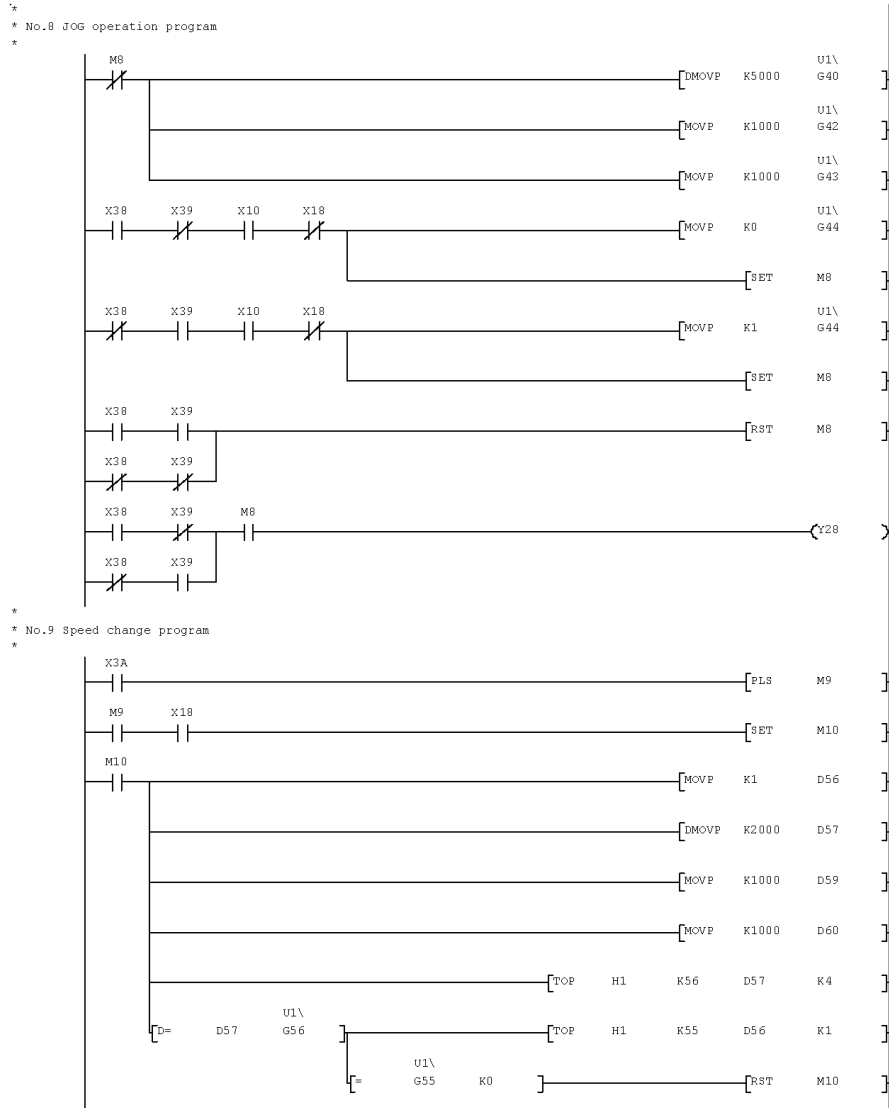 *
* No.8 JOG operation program
*
M8
U1\
DMOVP K5000 G40
U1\
MOVP K1000 G42
U1\
MOVP K1000 G43
X38 X39 X10 X18
U1\
MOVP K0 G44
SET M8
X38 X39 X10 X18
U1\
MOVP K1 G44
SET M8
X38 X39
RST M8
X38 X39
X38 X39 M8
Y28
X38 X39
*
* No.9 Speed change program
*
X3A
PLS M9
M9 X18
SET M10
M10
MOVP K1 D56
DMOVP K2000 D57
MOVP K1000 D59
MOVP K1000 D60
TOP H1 K56 D57 K4
U1\
D= D57 G56 TOP H1 K55 D56 K1
U1\
= G55 K0 RST M10